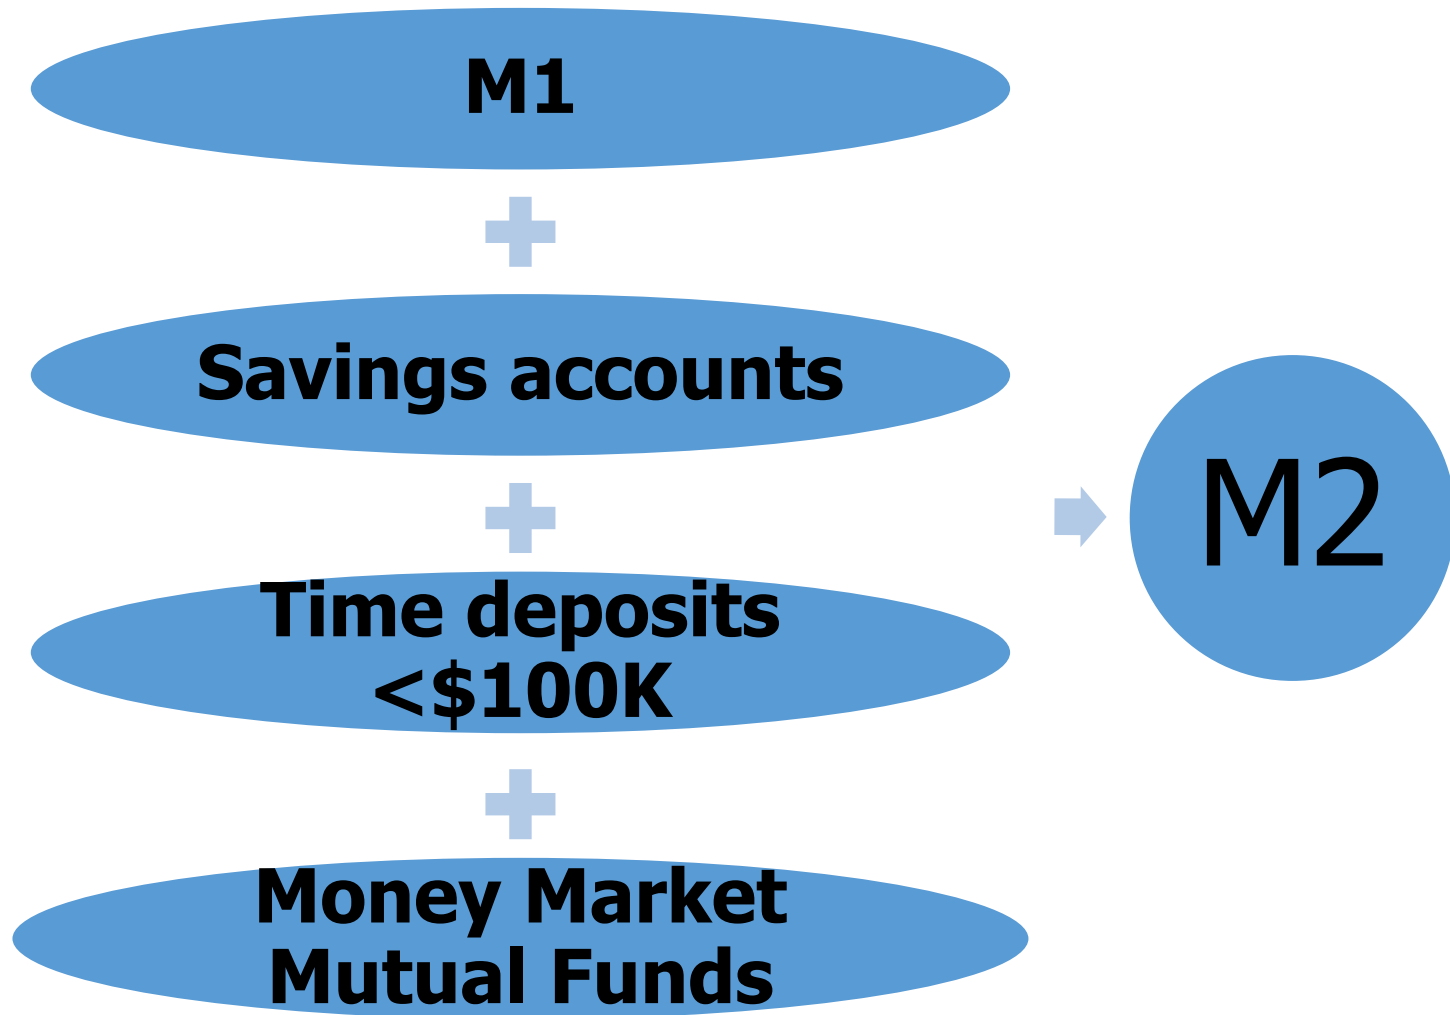 M1
Savings accounts
Time deposits
<$100K
Money Market
Mutual Funds
M2